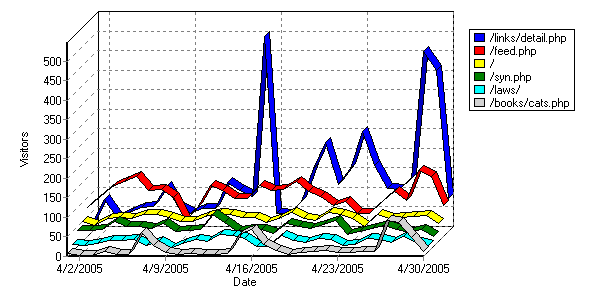 500
450
400
350
300
250
200
150
100
50
0
Visitors
4/2/2005 4/9/2005 4/16/2005 4/23/2005 4/30/2005
Date
/links/detail.php
/feed.php
/
/syn.php
/laws/
/books/cats.php